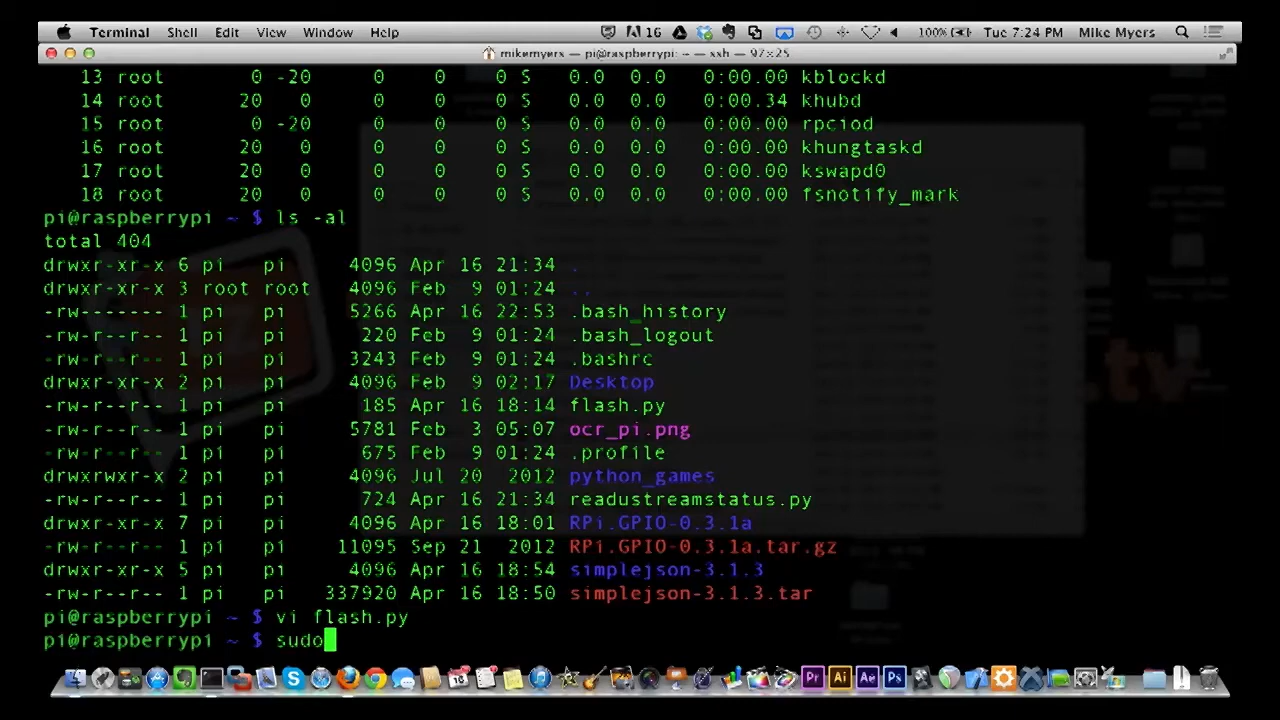 Terminal Shell Edit View Window Help 16 100% Tue 7:24 PM Mike Myers
mikemyers — pi@raspberrypi: ~ — ssh — 97×25
13 root 0 -20 0 0 0 S 0.0 0.0 0:00.00 kblockd
14 root 20 0 0 0 0 S 0.0 0.0 0:00.34 khubd
15 root 0 -20 0 0 0 S 0.0 0.0 0:00.00 rpciod
16 root 20 0 0 0 0 S 0.0 0.0 0:00.00 khungtaskd
17 root 20 0 0 0 0 S 0.0 0.0 0:00.00 kswapd0
18 root 20 0 0 0 0 S 0.0 0.0 0:00.00 fsnotify_mark
pi@raspberrypi ~ $ ls -al
total 404
drwxr-xr-x 6 pi pi 4096 Apr 16 21:34 .
drwxr-xr-x 3 root root 4096 Feb 9 01:24 ..
-rw------- 1 pi pi 5266 Apr 16 22:53 .bash_history
-rw-r--r-- 1 pi pi 220 Feb 9 01:24 .bash_logout
-rw-r--r-- 1 pi pi 3243 Feb 9 01:24 .bashrc
drwxr-xr-x 2 pi pi 4096 Feb 9 02:17 Desktop
-rw-r--r-- 1 pi pi 185 Apr 16 18:14 flash.py
-rw-r--r-- 1 pi pi 5781 Feb 3 05:07 ocr_pi.png
-rw-r--r-- 1 pi pi 675 Feb 9 01:24 .profile
drwxrwxr-x 2 pi pi 4096 Jul 20 2012 python_games
-rw-r--r-- 1 pi pi 724 Apr 16 21:34 readustreamstatus.py
drwxr-xr-x 7 pi pi 4096 Apr 16 18:01 RPi.GPIO-0.3.1a
-rw-r--r-- 1 pi pi 11095 Sep 21 2012 RPi.GPIO-0.3.1a.tar.gz
drwxr-xr-x 5 pi pi 4096 Apr 16 18:54 simplejson-3.1.3
-rw-r--r-- 1 pi pi 337920 Apr 16 18:50 simplejson-3.1.3.tar
pi@raspberrypi ~ $ vi flash.py
pi@raspberrypi ~ $ sudo
.tv
Pr Ai Ae Ps